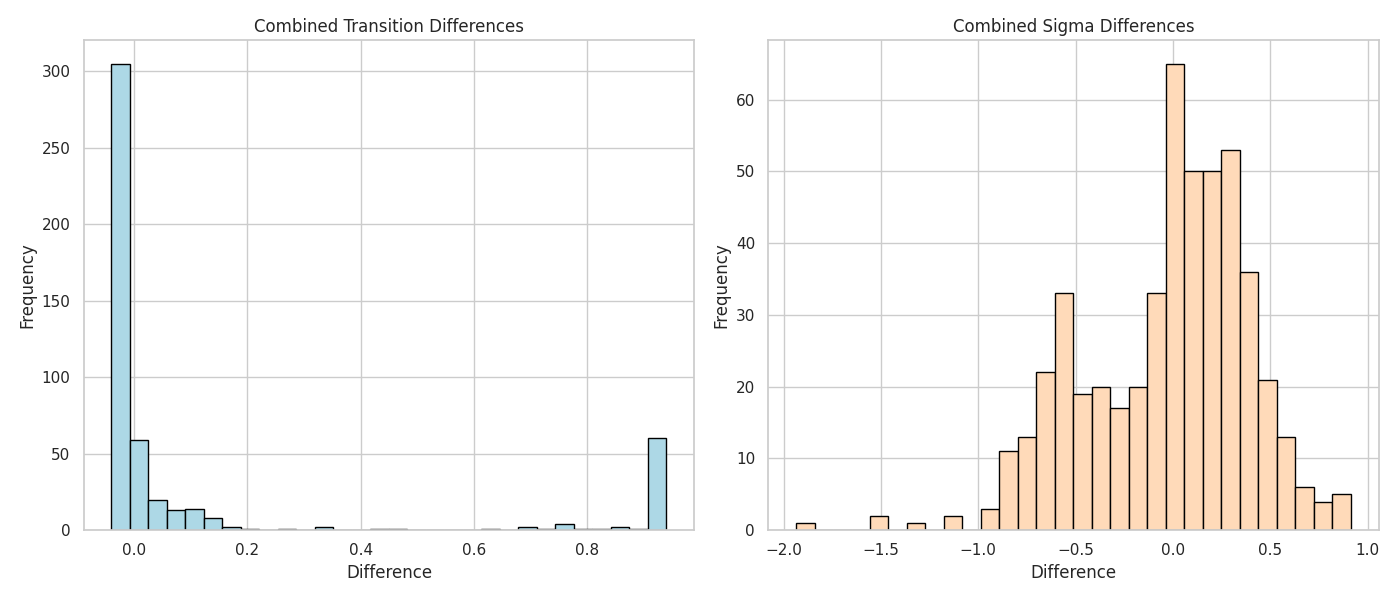 Combined Transition Differences
Frequency
300
250
200
150
100
50
0
0.0 0.2 0.4 0.6 0.8
Difference
Combined Sigma Differences
Frequency
60
50
40
30
20
10
0
−2.0 −1.5 −1.0 −0.5 0.0 0.5 1.0
Difference